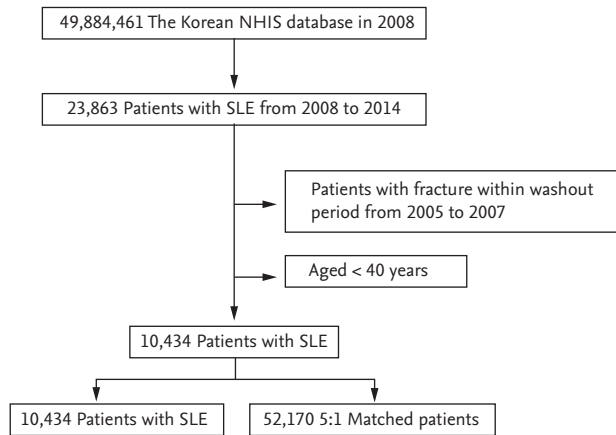 49,884,461 The Korean NHIS database in 2008
23,863 Patients with SLE from 2008 to 2014
Patients with fracture within washout
period from 2005 to 2007
Aged < 40 years
10,434 Patients with SLE
10,434 Patients with SLE
52,170 5:1 Matched patients